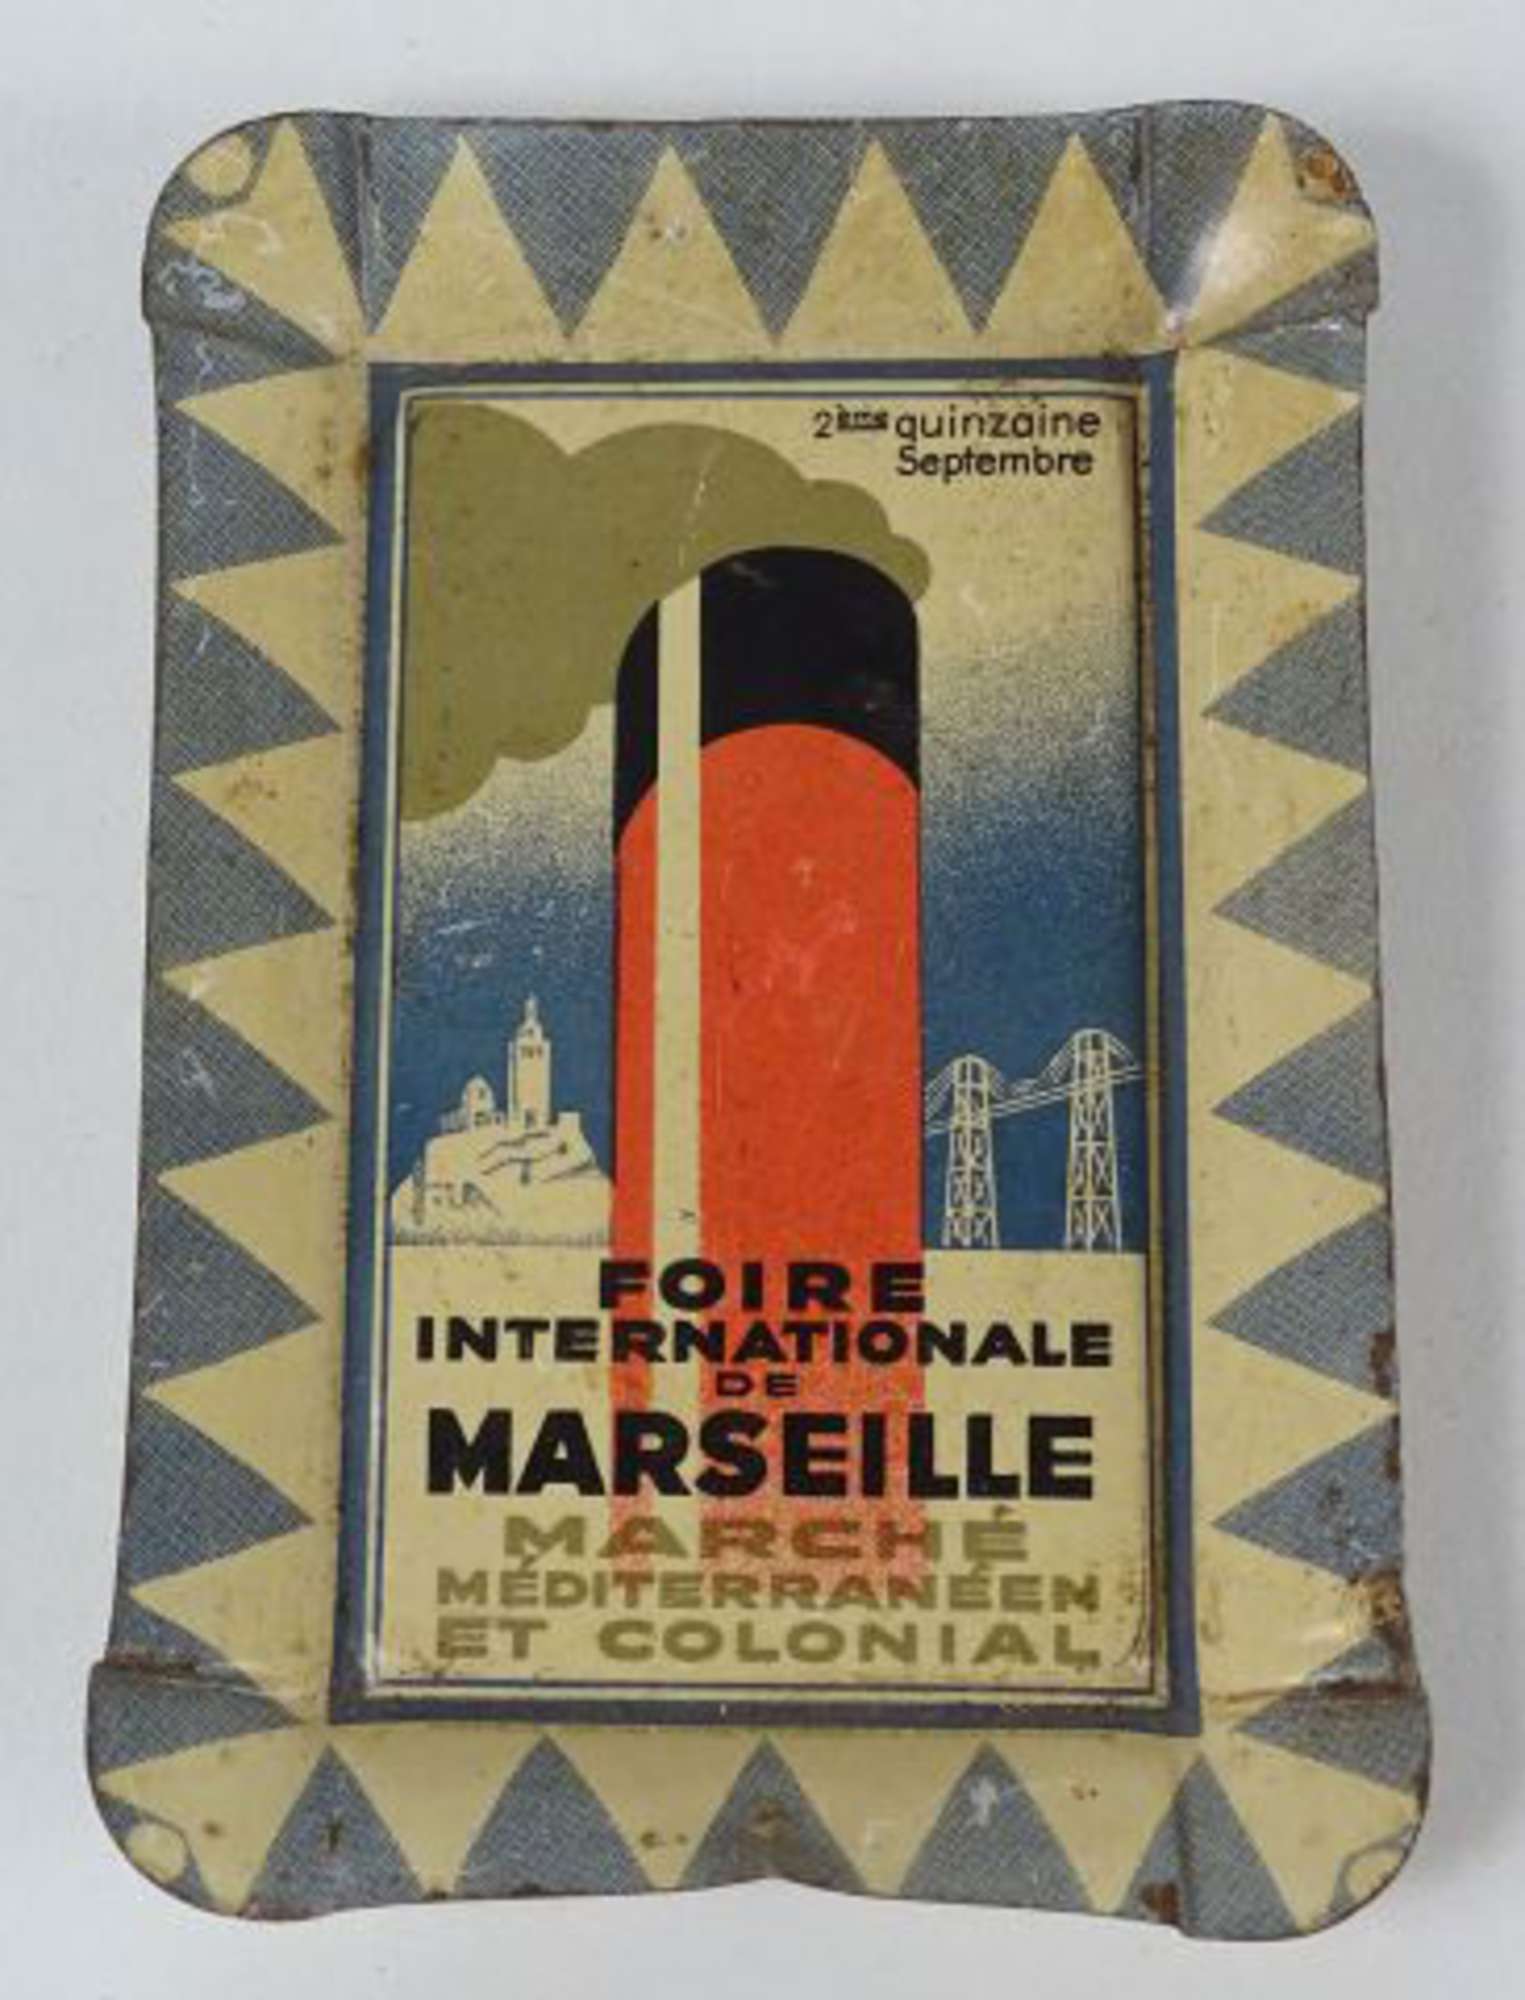 2ème quinzaine
Septembre
FOIRE
INTERNATIONALE
DE
MARSEILLE
MARCHÉ
MÉDITERRANÉEN
ET COLONIAL